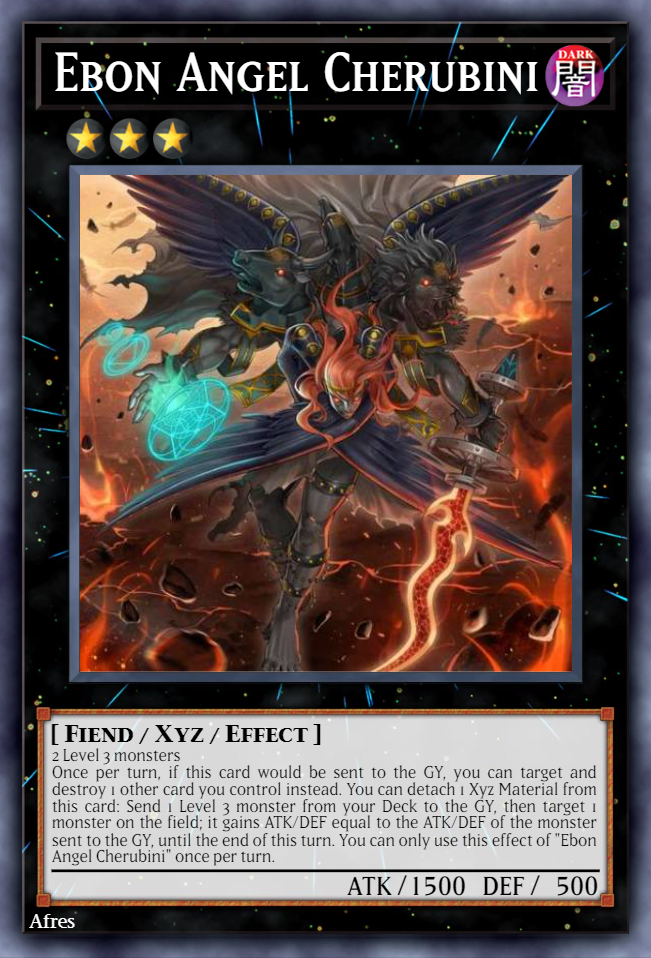 Ebon Angel Cherubini
DARK
闇
[ Fiend / Xyz / Effect ]
2 Level 3 monsters
Once per turn, if this card would be sent to the GY, you can target and
destroy 1 other card you control instead. You can detach 1 Xyz Material from
this card: Send 1 Level 3 monster from your Deck to the GY, then target 1
monster on the field; it gains ATK/DEF equal to the ATK/DEF of the monster
sent to the GY, until the end of this turn. You can only use this effect of "Ebon
Angel Cherubini" once per turn.
ATK / 1500 DEF / 500
Afres